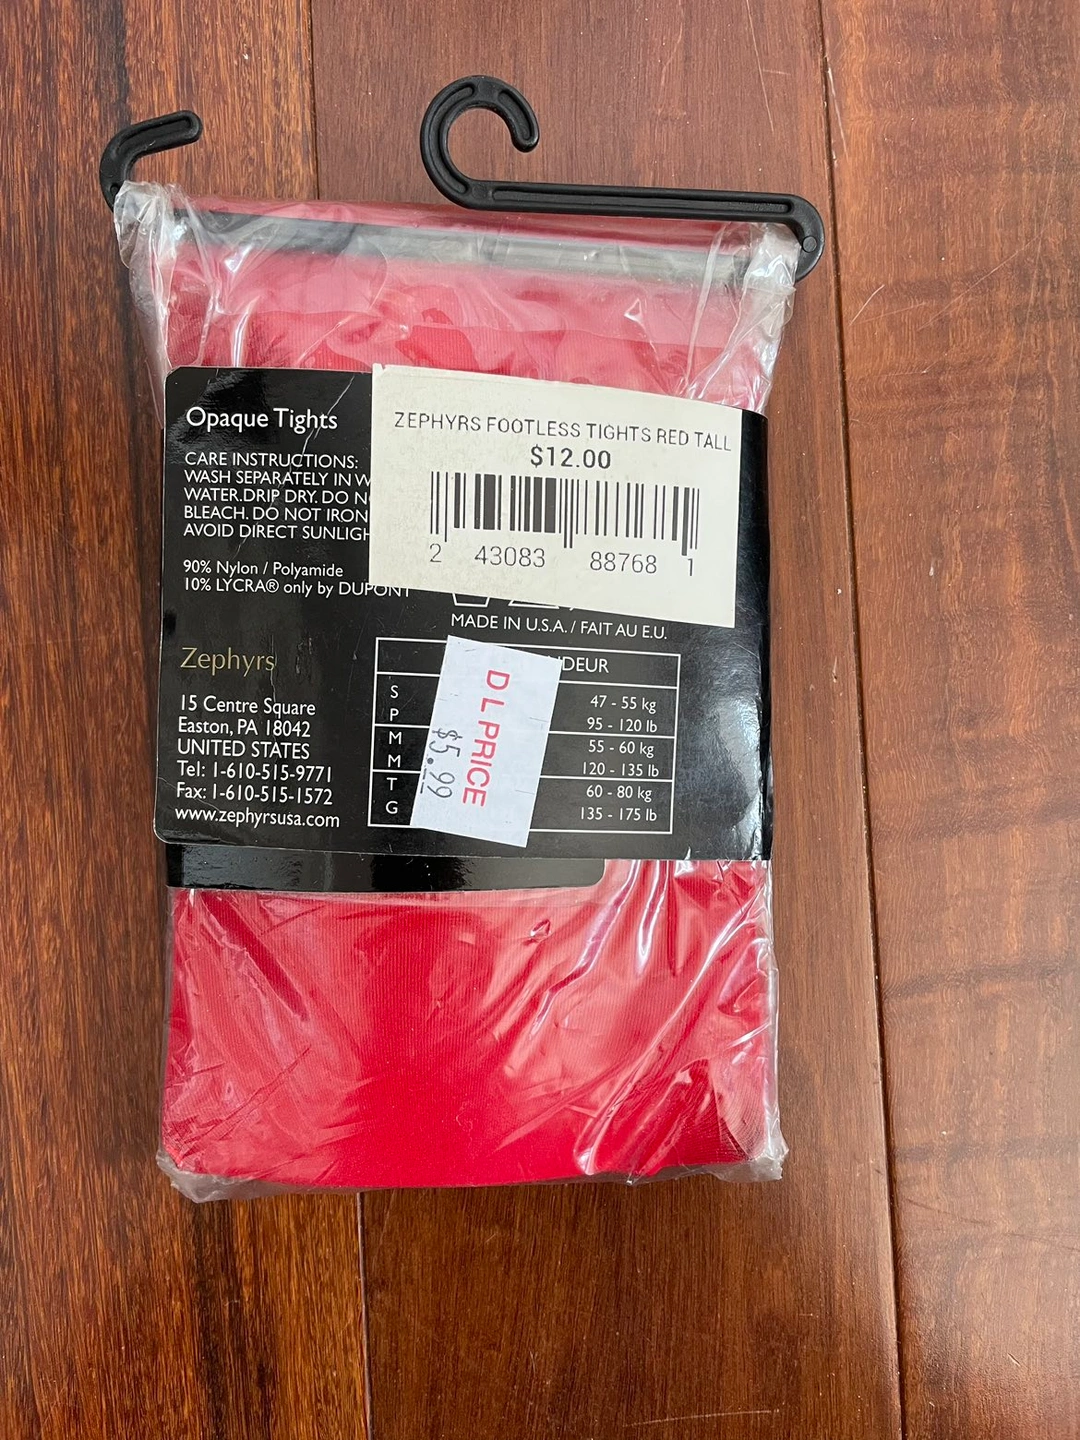 Opaque Tights
CARE INSTRUCTIONS:
WASH SEPARATELY IN W
WATER.DRIP DRY. DO N
BLEACH. DO NOT IRON
AVOID DIRECT SUNLIGH
90% Nylon / Polyamide
10% LYCRA® only by DUPONT
Zephyrs
15 Centre Square
Easton, PA 18042
UNITED STATES
Tel: 1-610-515-9771
Fax: 1-610-515-1572
www.zephyrsusa.com
ZEPHYRS FOOTLESS TIGHTS RED TALL
$12.00
2 43083 88768 1
MADE IN U.S.A. / FAIT AU E.U.
NDEUR
S 47 - 55 kg
P 95 - 120 lb
M 55 - 60 kg
M 120 - 135 lb
T 60 - 80 kg
G 135 - 175 lb
D L PRICE
$5.99